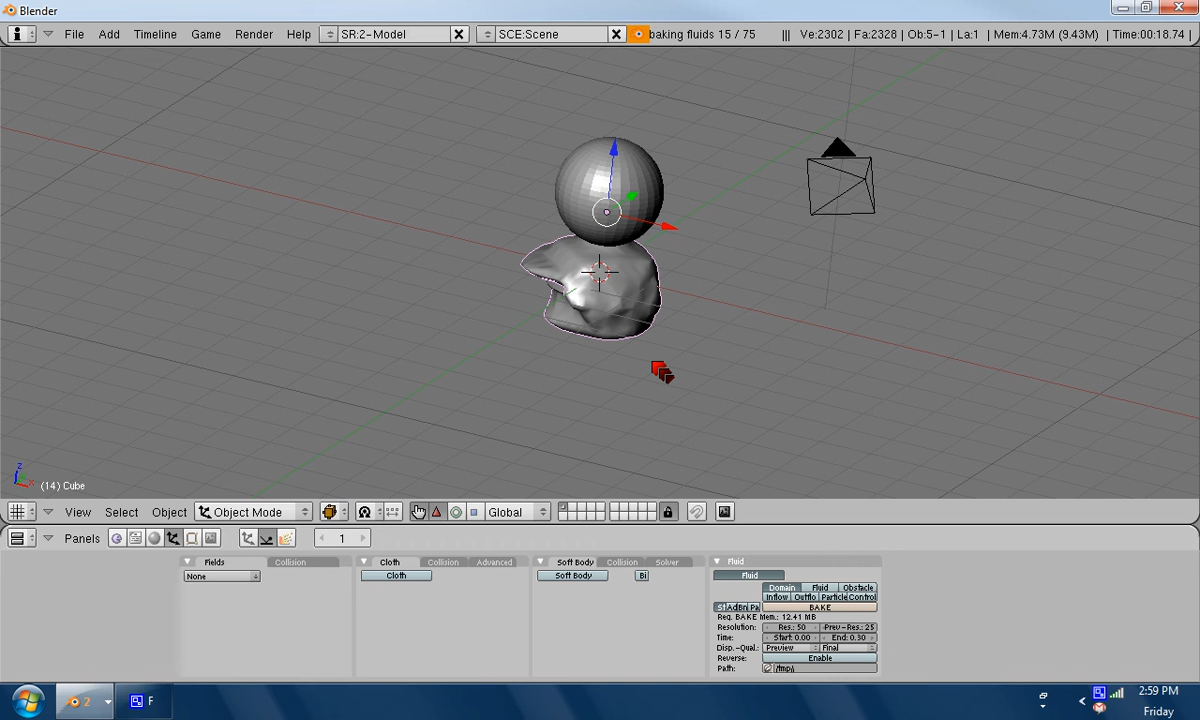 Blender
File Add Timeline Game Render Help SR:2-Model SCE:Scene baking fluids 15 / 75 Ve:2302 | Fa:2328 | Ob:5-1 | La:1 | Mem:4.73M (9.43M) | Time:00:18.74 |
z
x
(14) Cube
View Select Object Object Mode Global
Panels 1
Fields Collision Cloth Collision Advanced Soft Body Collision Solver Fluid
None Cloth Soft Body Bi Fluid
Domain Fluid Obstacle
Inflow Outflo Particle Control
St Ad Bn Pa BAKE
Req. BAKE Mem.: 12.41 MB
Resolution: Res.: 50 Prev-Res.: 25
Time: Start: 0.00 End: 0.30
Disp.-Qual.: Preview Final
Reverse: Enable
Path: /tmp\
2 F 2:59 PM
Friday